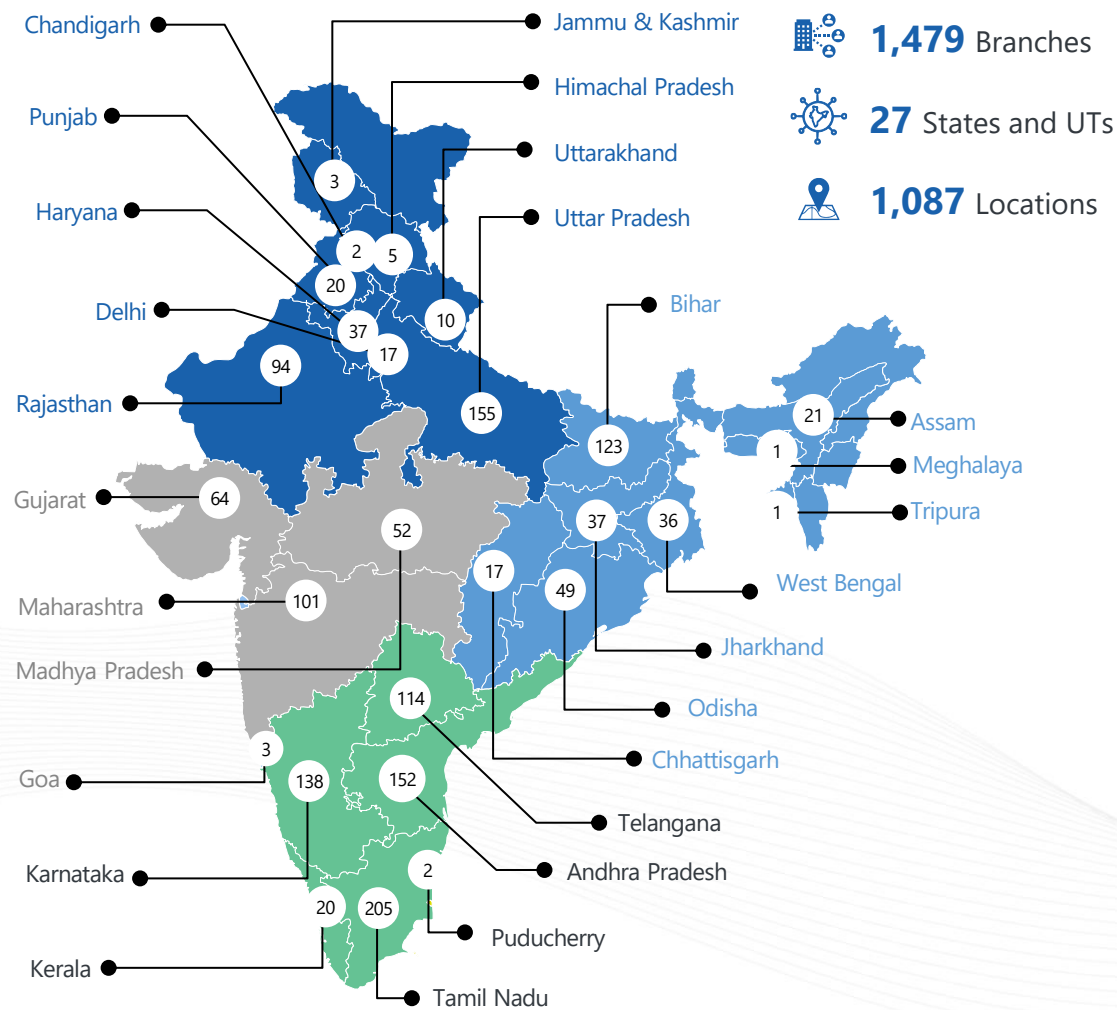 Chandigarh
Jammu & Kashmir
1,479 Branches
Himachal Pradesh
Punjab
27 States and UTs
Uttarakhand
3
Haryana
Uttar Pradesh
1,087 Locations
2
5
20
Delhi
Bihar
10
37
17
94
Rajasthan
155
21
Assam
123
1
Meghalaya
Gujarat
64
1
Tripura
52
37
36
17
West Bengal
49
Maharashtra
101
Jharkhand
Madhya Pradesh
114
Odisha
3
Chhattisgarh
Goa
138
152
Telangana
Karnataka
2
Andhra Pradesh
20
205
Puducherry
Kerala
Tamil Nadu